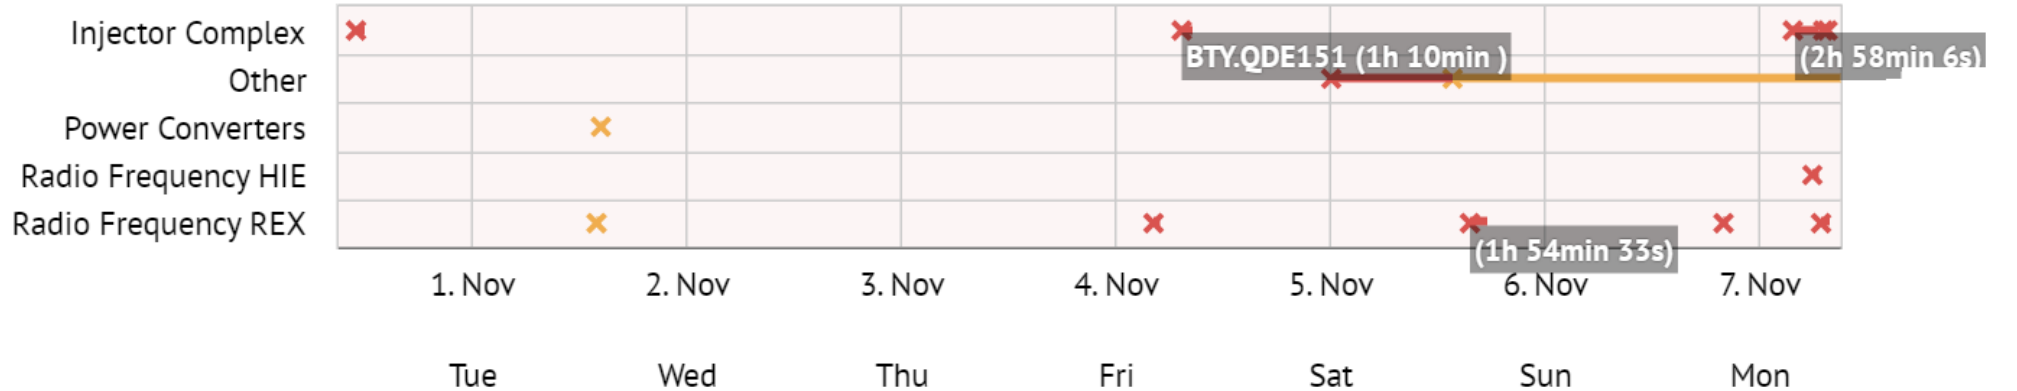 Injector Complex
BTY.QDE151 (1h 10min )
(2h 58min 6s)
Other
Power Converters
Radio Frequency HIE
Radio Frequency REX
(1h 54min 33s)
1. Nov 2. Nov 3. Nov 4. Nov 5. Nov 6. Nov 7. Nov
Tue Wed Thu Fri Sat Sun Mon